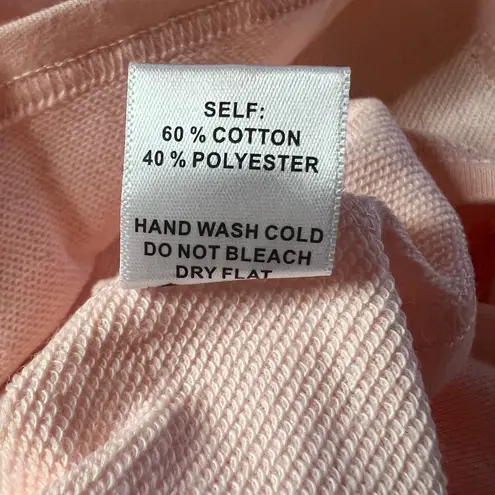 SELF:
60 % COTTON
40 % POLYESTER
HAND WASH COLD
DO NOT BLEACH
DRY FLAT